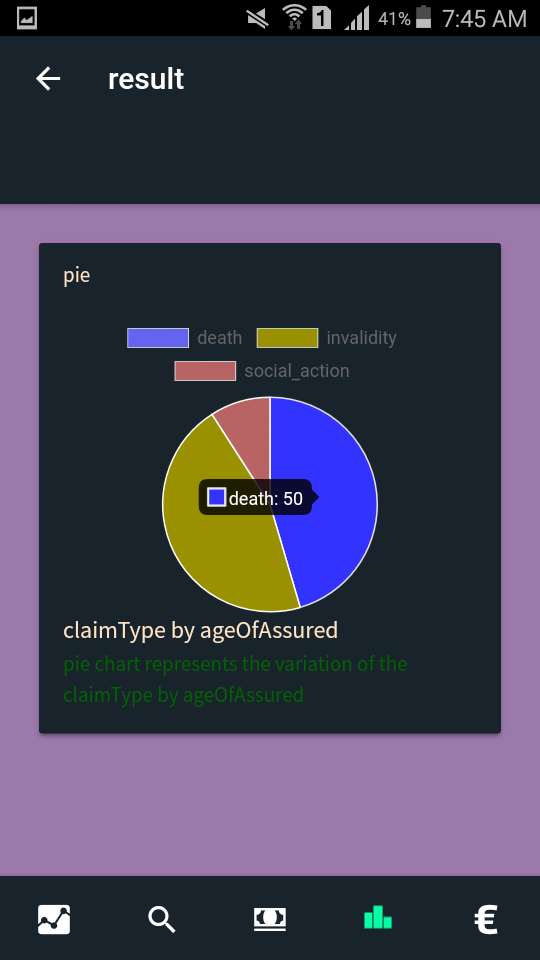 1 41% 7:45 AM
result
pie
death invalidity
social_action
death: 50
claimType by ageOfAssured
pie chart represents the variation of the
claimType by ageOfAssured
€